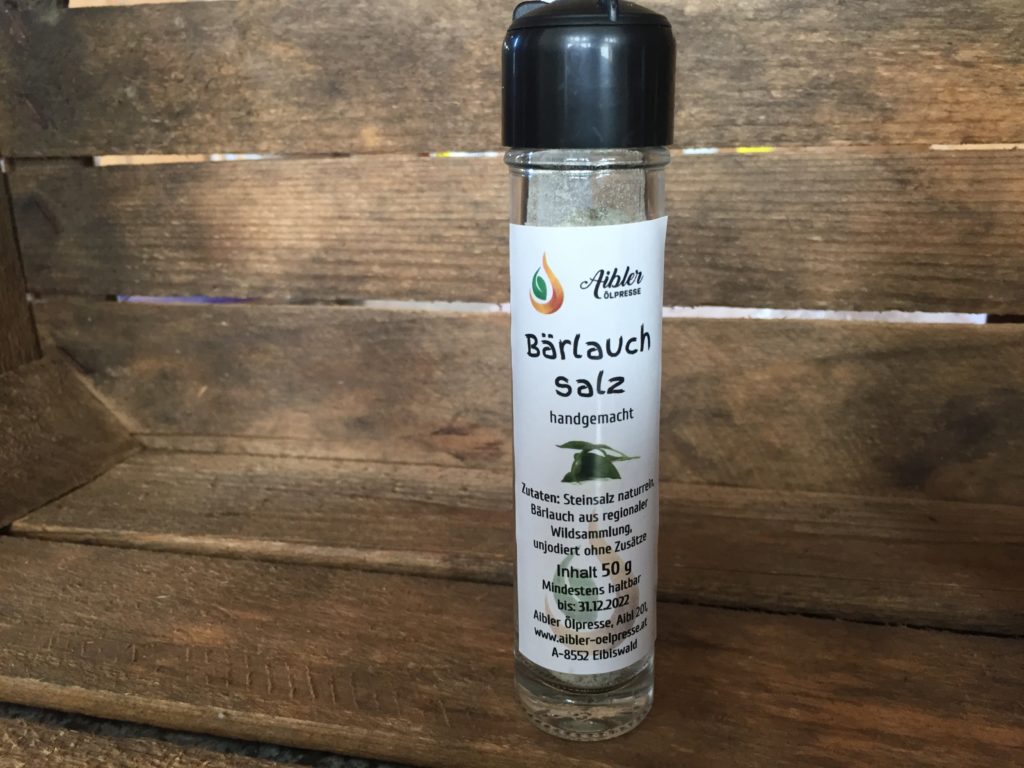 Aibler
ÖLPRESSE
Bärlauch
salz
handgemacht
Zutaten: Steinsalz naturrein,
Bärlauch aus regionaler
Wildsammlung,
unjodiert ohne Zusätze
Inhalt 50 g
Mindestens haltbar
bis: 31.12.2022
Aibler Ölpresse, Aibl 201,
www.aibler-oelpresse.at
A-8552 Eibiswald